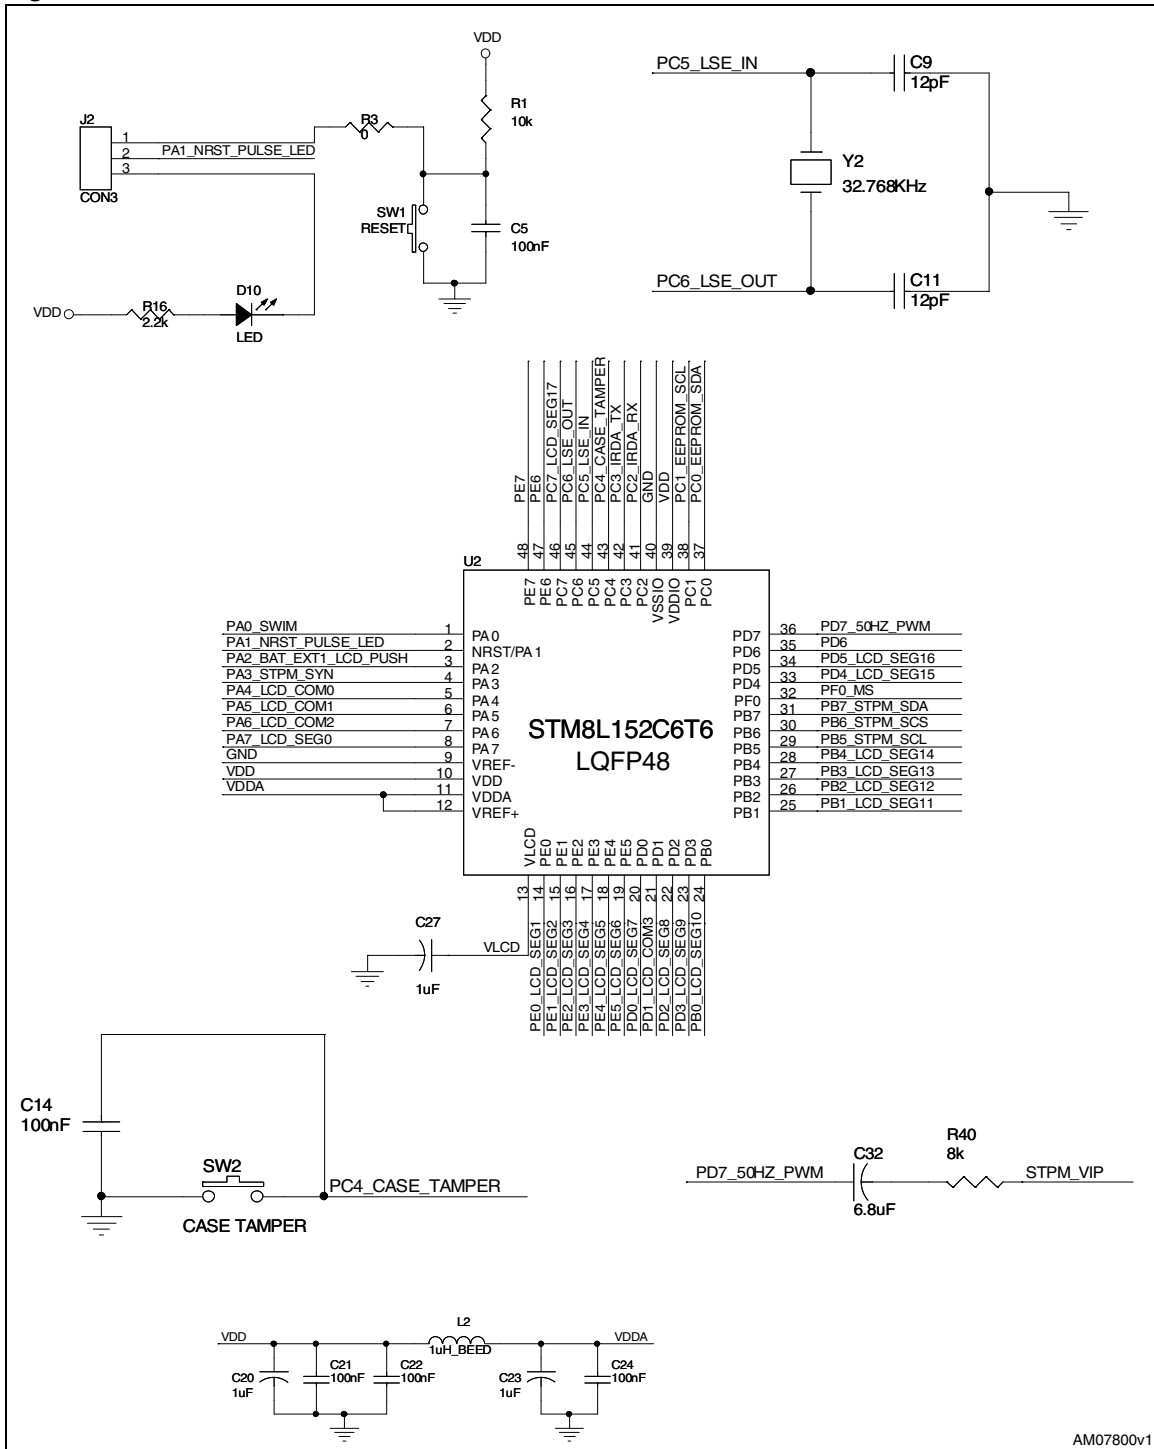 VDD
R1
10k
R3
0
J2
1
2
3
PA1_NRST_PULSE_LED
CON3
SW1
RESET
C5
100nF
D10
LED
R16
2.2k
VDD
PC5_LSE_IN
C9
12pF
Y2
32.768KHz
PC6_LSE_OUT
C11
12pF
PE7
PE6
PC7_LCD_SEG17
PC6_LSE_OUT
PC5_LSE_IN
PC4_CASE_TAMPER
PC3_IRDA_TX
PC2_IRDA_RX
GND
VDD
PC1_EEPROM_SCL
PC0_EEPROM_SDA
48
47
46
45
44
43
42
41
40
39
38
37
U2
PE7
PE6
PC7
PC6
PC5
PC4
PC3
PC2
VSSIO
VDDIO
PC1
PC0
PA0_SWIM 1 PA0
PA1_NRST_PULSE_LED 2 NRST/PA1
PA2_BAT_EXT1_LCD_PUSH 3 PA2
PA3_STPM_SYN 4 PA3
PA4_LCD_COM0 5 PA4
PA5_LCD_COM1 6 PA5
PA6_LCD_COM2 7 PA6
PA7_LCD_SEG0 8 PA7
GND 9 VREF-
VDD 10 VDD
VDDA 11 VDDA
12 VREF+
STM8L152C6T6
LQFP48
PD7 36 PD7_50HZ_PWM
PD6 35 PD6
PD5 34 PD5_LCD_SEG16
PD4 33 PD4_LCD_SEG15
PF0 32 PF0_MS
PB7 31 PB7_STPM_SDA
PB6 30 PB6_STPM_SCS
PB5 29 PB5_STPM_SCL
PB4 28 PB4_LCD_SEG14
PB3 27 PB3_LCD_SEG13
PB2 26 PB2_LCD_SEG12
PB1 25 PB1_LCD_SEG11
VLCD
PE0
PE1
PE2
PE3
PE4
PE5
PD0
PD1
PD2
PD3
PB0
13
14
15
16
17
18
19
20
21
22
23
24
PE0_LCD_SEG1
PE1_LCD_SEG2
PE2_LCD_SEG3
PE3_LCD_SEG4
PE4_LCD_SEG5
PE5_LCD_SEG6
PD0_LCD_SEG7
PD1_LCD_COM3
PD2_LCD_SEG8
PD3_LCD_SEG9
PB0_LCD_SEG10
C27
VLCD
1uF
C14
100nF
SW2
PC4_CASE_TAMPER
CASE TAMPER
PD7_50HZ_PWM
C32
6.8uF
R40
8k
STPM_VIP
VDD
L2
1uH_BEED
VDDA
C20
1uF
C21
100nF
C22
100nF
C23
1uF
C24
100nF
AM07800v1